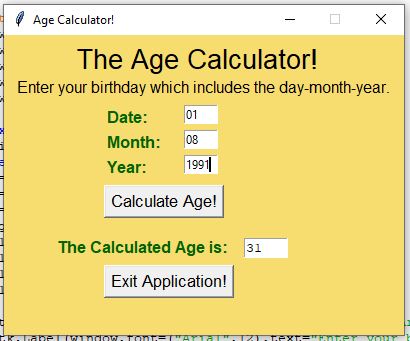 Age Calculator!
The Age Calculator!
Enter your birthday which includes the day-month-year.
Date: 01
Month: 08
Year: 1991
Calculate Age!
The Calculated Age is: 31
Exit Application!
tk.Label(window,font=("Arial",12),text="Enter your b